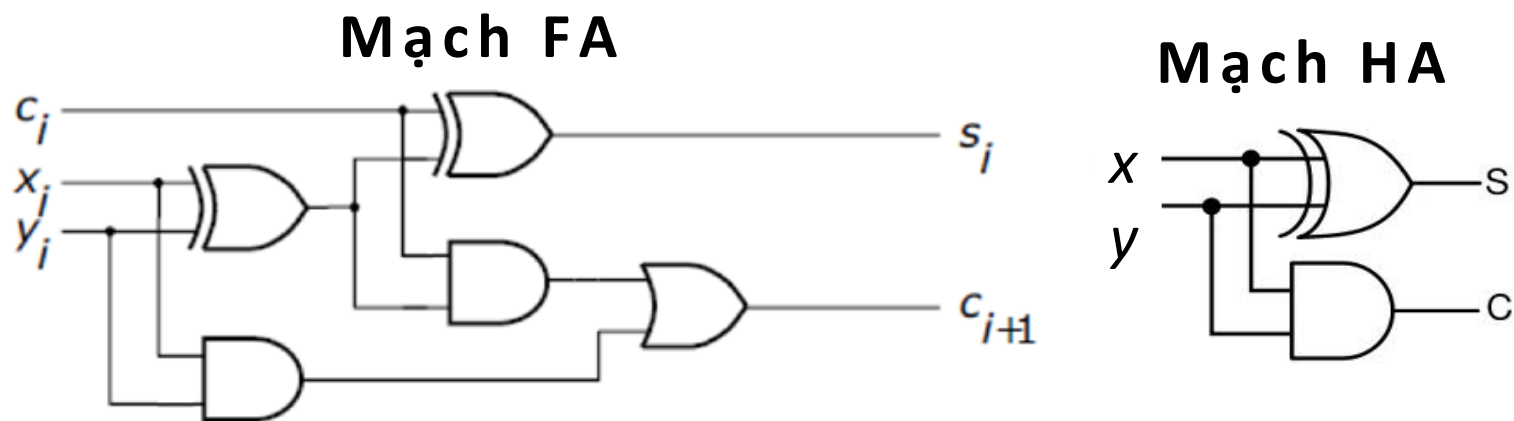 Mạch FA
c_i
x_i
y_i
s_i
c_{i+1}
Mạch HA
x
y
S
C